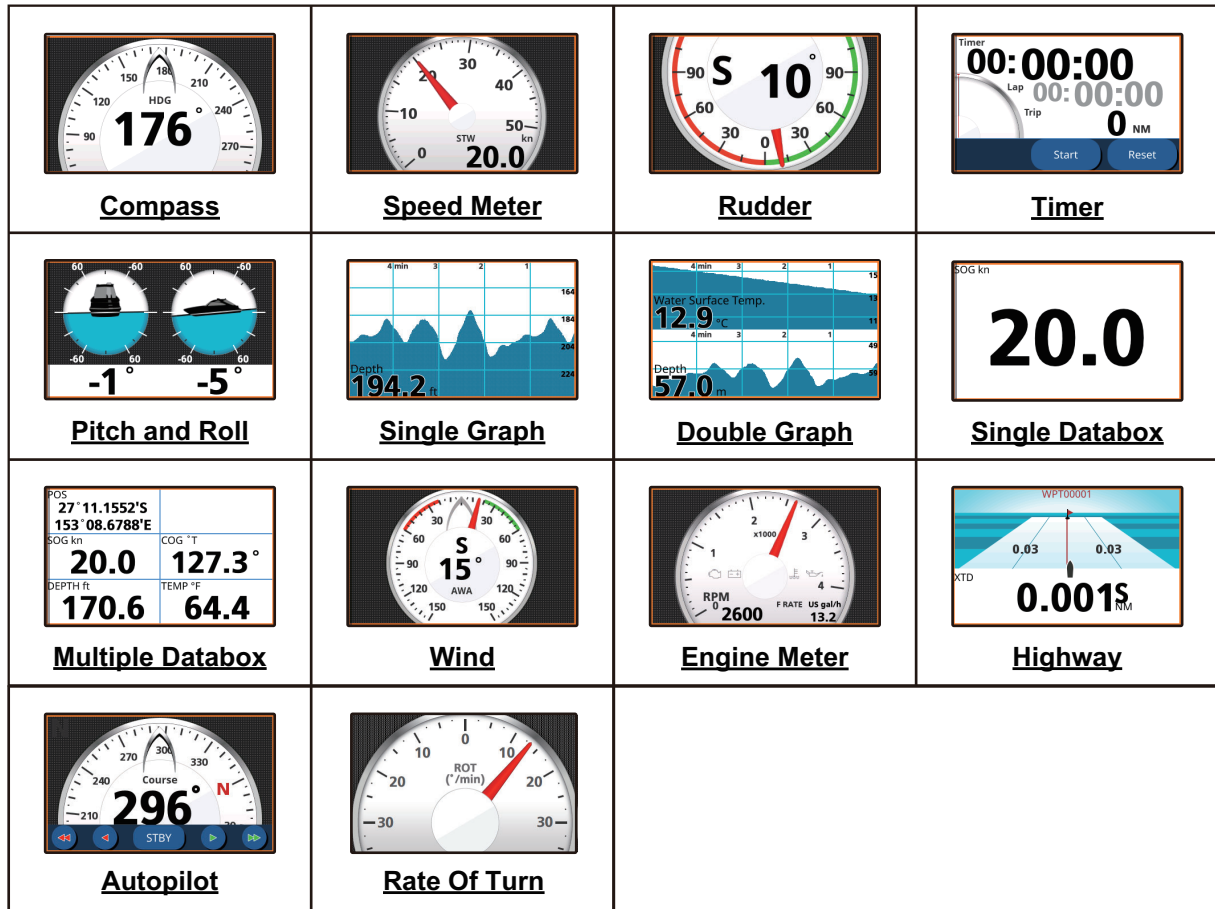 150 180 210
120 HDG 240
176°
90 270
Compass
20 30
40
10
50
STW kn
0 20.0
Speed Meter
90 S 10° 90
60 60
30 0 30
Rudder
Timer
00:00:00
Lap 00:00:00
Trip
0 NM
Start Reset
Timer
60 -60 60 -60
-60 60 -60 60
-1° -5°
Pitch and Roll
4 min 3 2 1
164
184
204
Depth 224
194.2 ft
Single Graph
4 min 3 2 1
15
Water Surface Temp. 13
12.9 °C 11
4 min 3 2 1
49
Depth 59
57.0 m
Double Graph
SOG kn
20.0
Single Databox
POS
27°11.1552'S
153°08.6788'E
SOG kn COG °T
20.0 127.3°
DEPTH ft TEMP °F
170.6 64.4
Multiple Databox
30 30
60 S 60
90 15° 90
120 AWA 120
150 150
Wind
2
x1000 3
1
4
RPM F RATE US gal/h
0 2600 13.2
Engine Meter
WPT00001
0.03 0.03
XTD
0.001 S NM
Highway
N
270 300 330
240 Course N
296°
210 30
STBY
Autopilot
10 0 10
20 ROT 20
(°/min)
30 30
Rate Of Turn